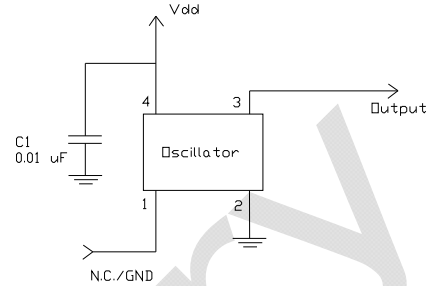 Vdd
4
3
Output
C1
0.01 uF
Oscillator
1
2
N.C./GND